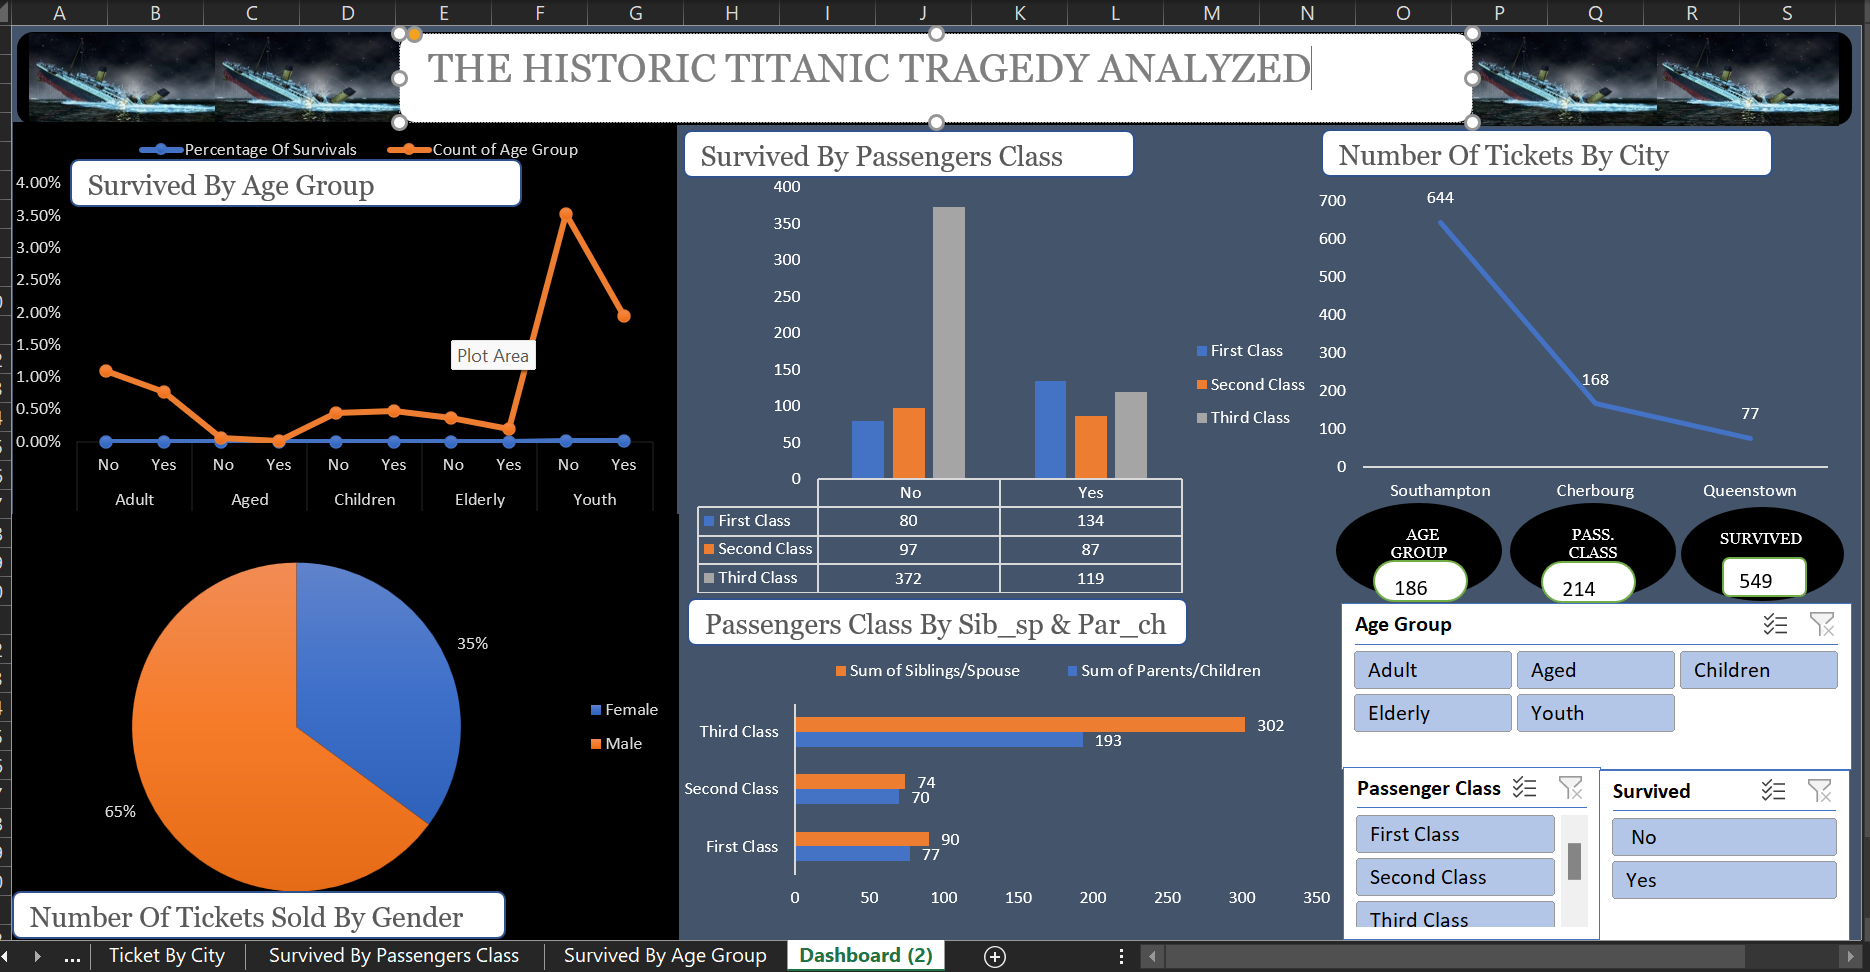 A B C D E F G H I J K L M N O P Q R S
THE HISTORIC TITANIC TRAGEDY ANALYZED
Percentage Of Survivals Count of Age Group
Survived By Age Group
4.00%
3.50%
3.00%
2.50%
2.00%
1.50%
1.00%
0.50%
0.00%
Plot Area
No Yes No Yes No Yes No Yes No Yes
Adult Aged Children Elderly Youth
35%
65%
Female
Male
Number Of Tickets Sold By Gender
Survived By Passengers Class
400
350
300
250
200
150
100
50
0
First Class
Second Class
Third Class
No Yes
First Class 80 134
Second Class 97 87
Third Class 372 119
Passengers Class By Sib_sp & Par_ch
Sum of Siblings/Spouse Sum of Parents/Children
Third Class 302
193
Second Class 74
70
First Class 90
77
0 50 100 150 200 250 300 350
Number Of Tickets By City
700
600
500
400
300
200
100
0
644
168
77
Southampton Cherbourg Queenstown
AGE
GROUP
186
PASS.
CLASS
214
SURVIVED
549
Age Group
Adult Aged Children
Elderly Youth
Passenger Class
First Class
Second Class
Third Class
Survived
No
Yes
... Ticket By City Survived By Passengers Class Survived By Age Group Dashboard (2)